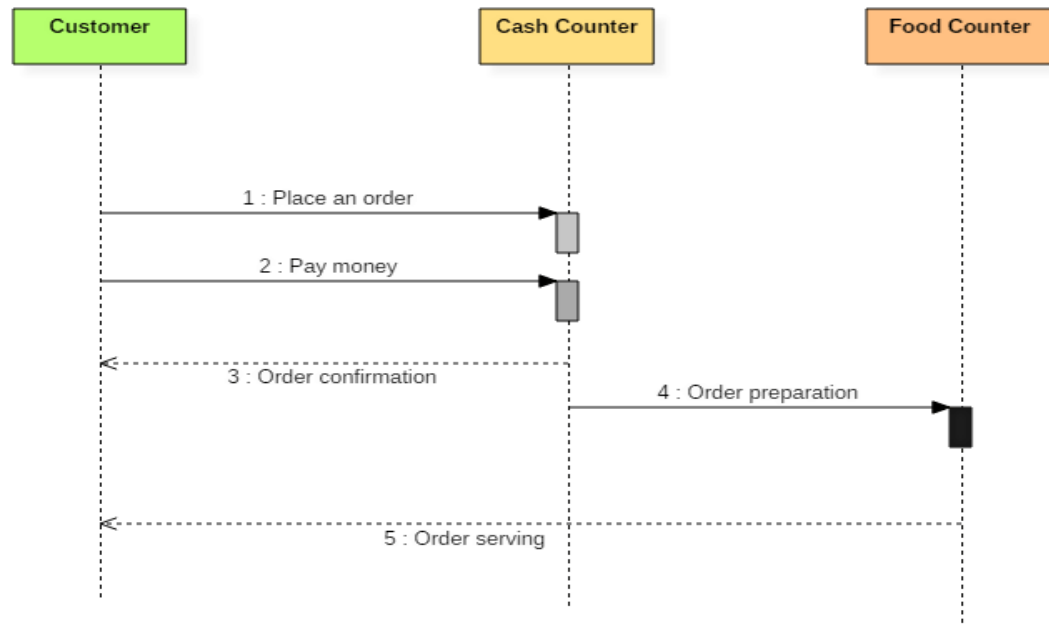 Customer
Cash Counter
Food Counter
1 : Place an order
2 : Pay money
3 : Order confirmation
4 : Order preparation
5 : Order serving